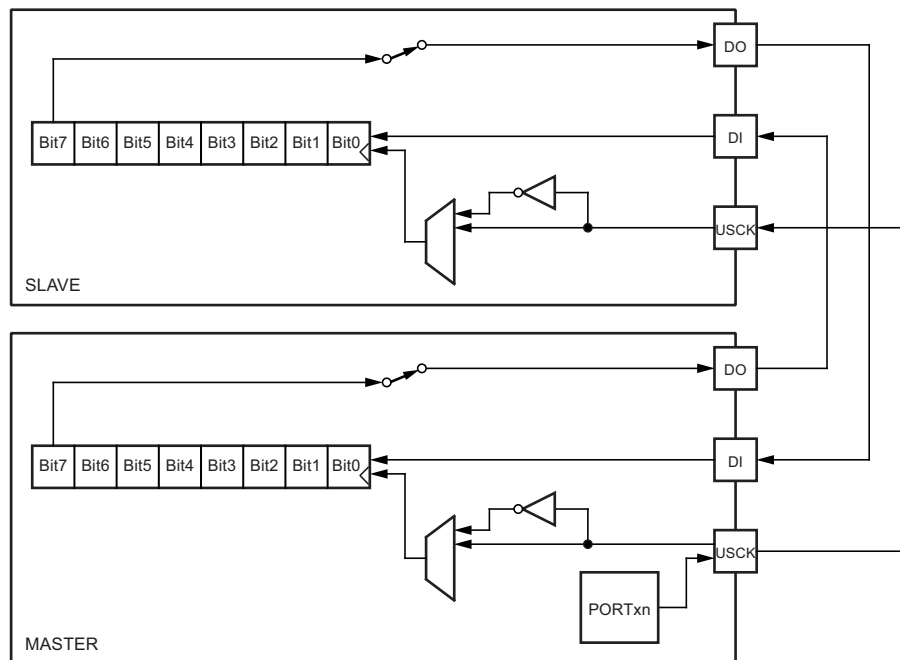 DO
Bit7 Bit6 Bit5 Bit4 Bit3 Bit2 Bit1 Bit0
DI
USCK
SLAVE
DO
Bit7 Bit6 Bit5 Bit4 Bit3 Bit2 Bit1 Bit0
DI
USCK
PORTxn
MASTER